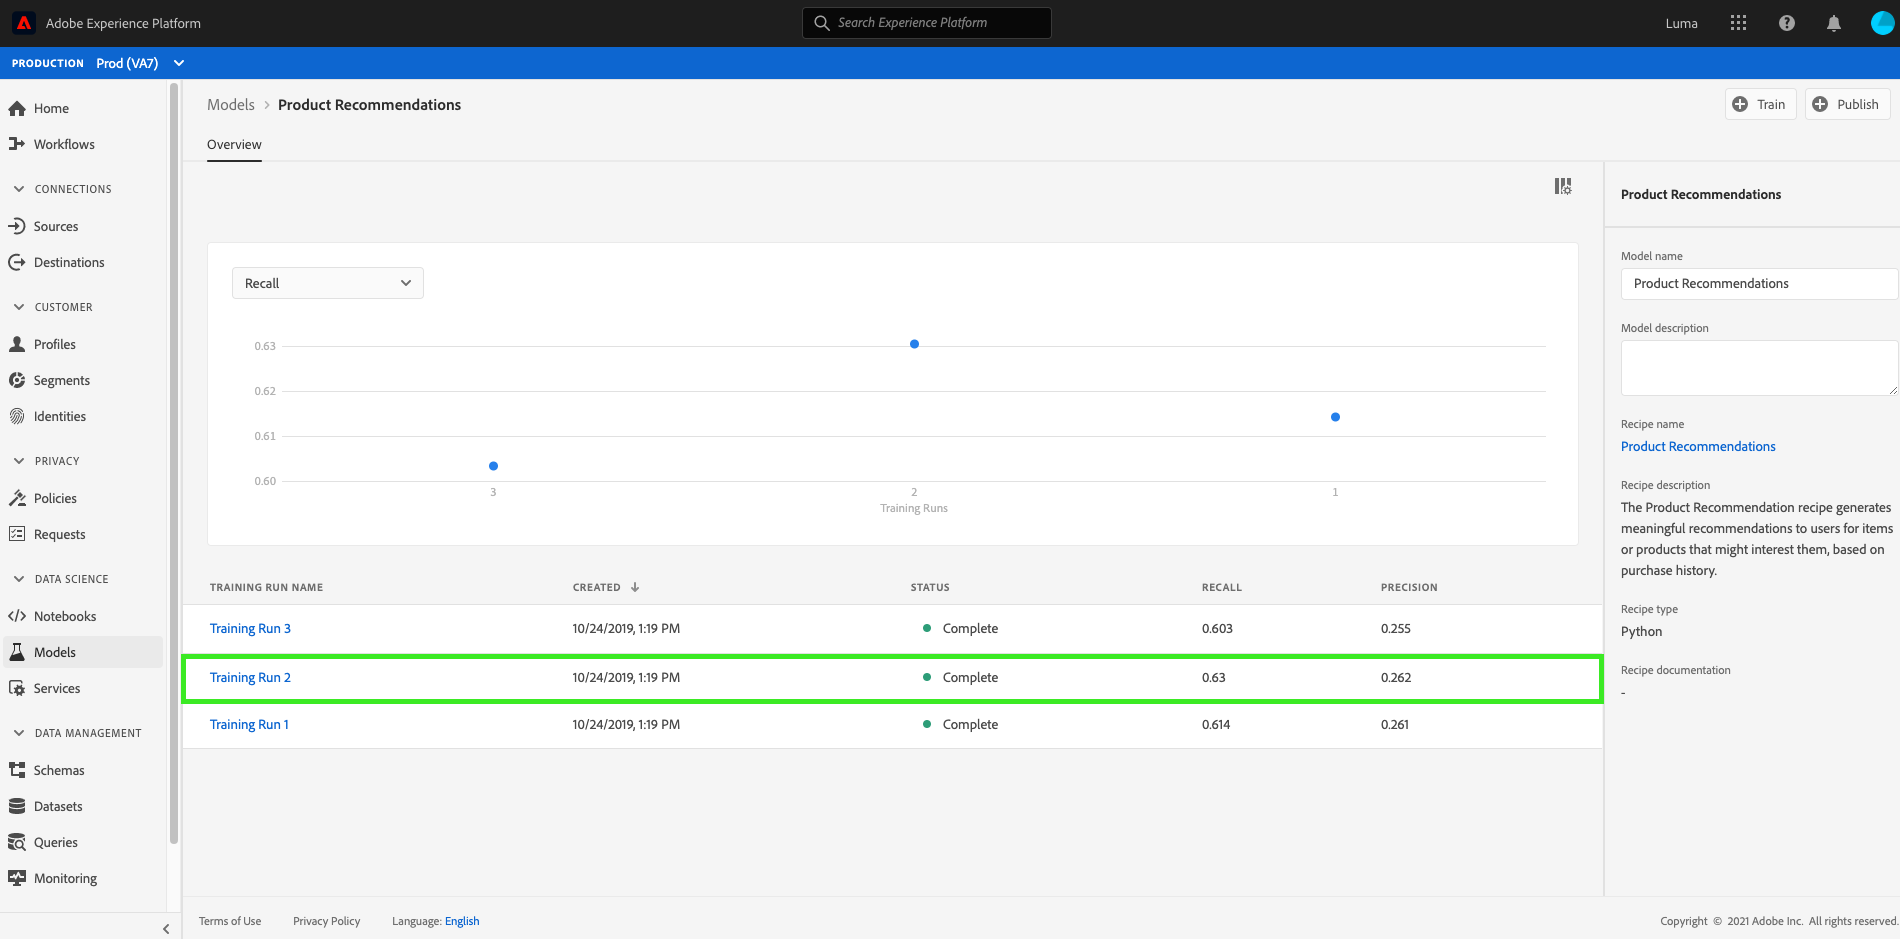 Adobe Experience Platform
Search Experience Platform
Luma
PRODUCTION Prod (VA7)
Home
Workflows
CONNECTIONS
Sources
Destinations
CUSTOMER
Profiles
Segments
Identities
PRIVACY
Policies
Requests
DATA SCIENCE
Notebooks
Models
Services
DATA MANAGEMENT
Schemas
Datasets
Queries
Monitoring
Models > Product Recommendations
Train
Publish
Overview
Recall
0.63
0.62
0.61
0.60
3 2 1
Training Runs
TRAINING RUN NAME CREATED ↓ STATUS RECALL PRECISION
Training Run 3 10/24/2019, 1:19 PM Complete 0.603 0.255
Training Run 2 10/24/2019, 1:19 PM Complete 0.63 0.262
Training Run 1 10/24/2019, 1:19 PM Complete 0.614 0.261
Product Recommendations
Model name
Product Recommendations
Model description
Recipe name
Product Recommendations
Recipe description
The Product Recommendation recipe generates
meaningful recommendations to users for items
or products that might interest them, based on
purchase history.
Recipe type
Python
Recipe documentation
-
Terms of Use Privacy Policy Language: English
Copyright © 2021 Adobe Inc. All rights reserved.